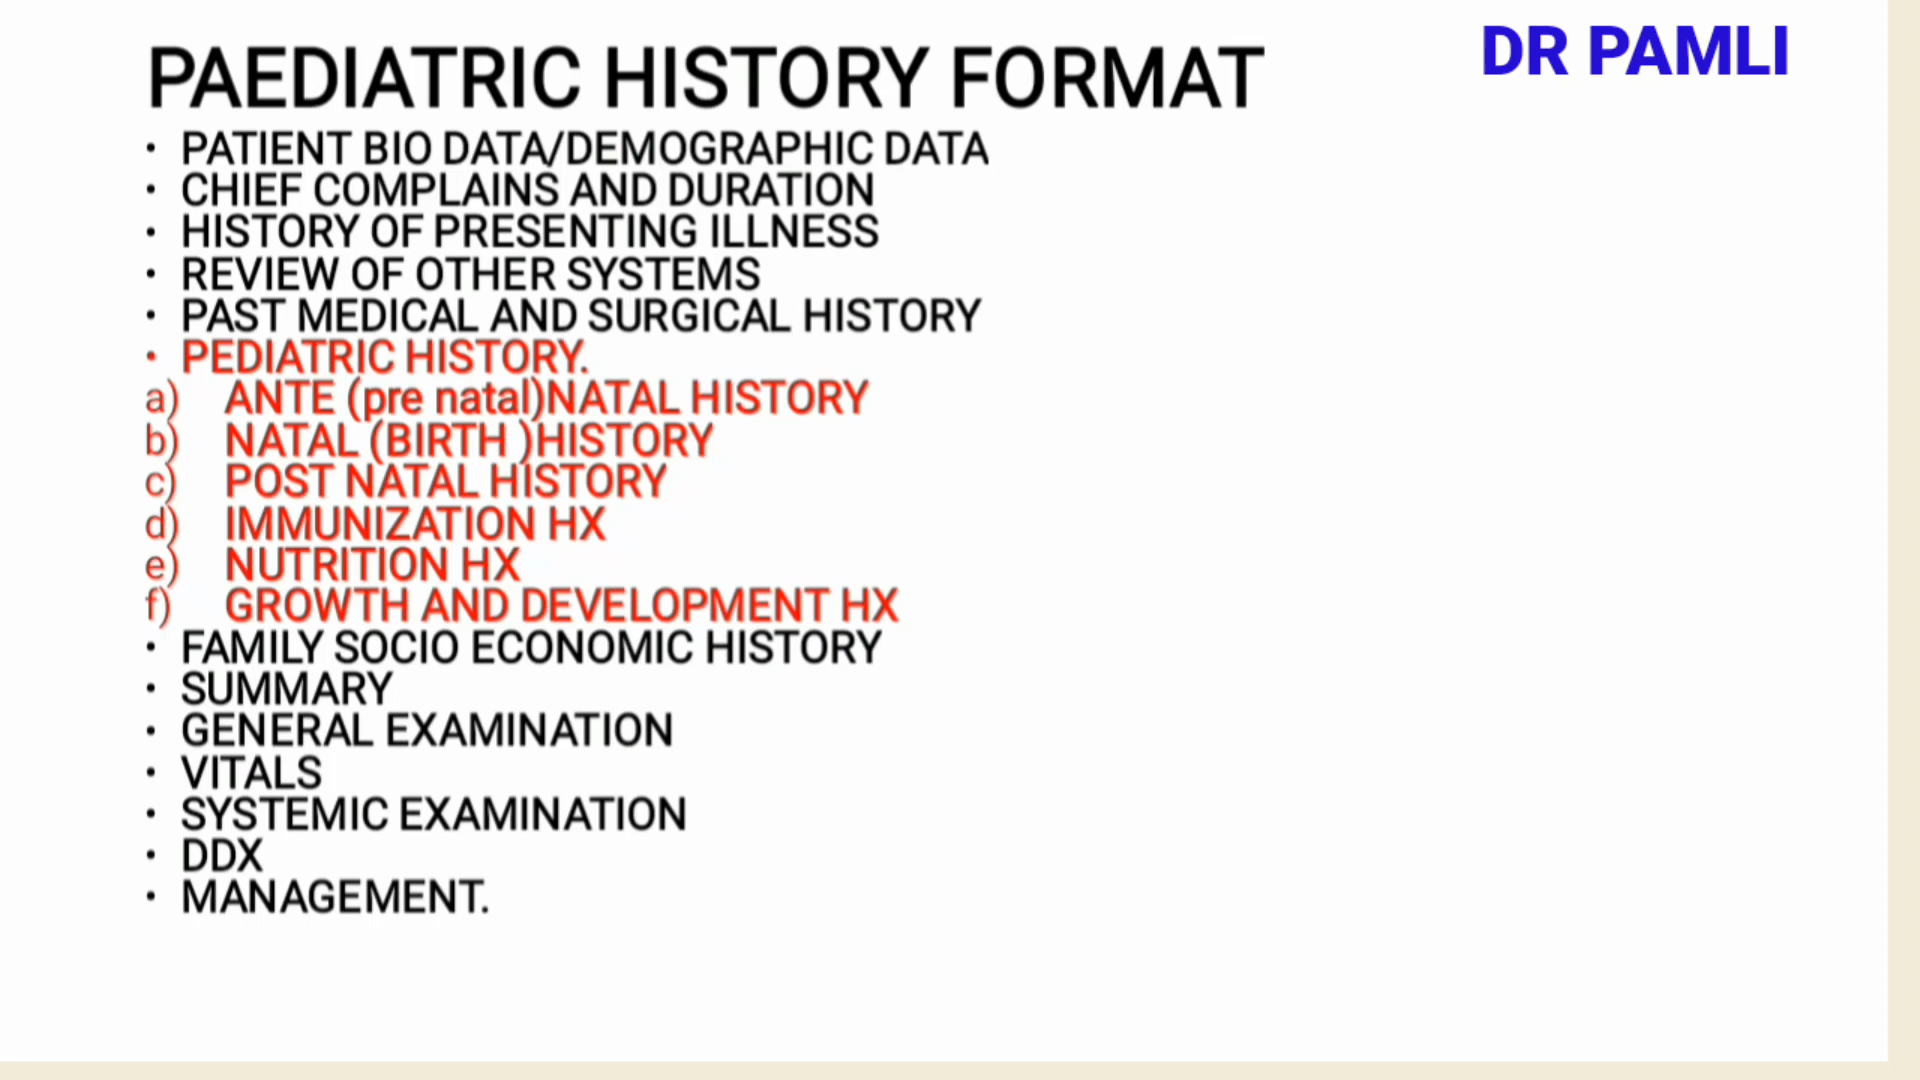 PAEDIATRIC HISTORY FORMAT
DR PAMLI
• PATIENT BIO DATA/DEMOGRAPHIC DATA
• CHIEF COMPLAINS AND DURATION
• HISTORY OF PRESENTING ILLNESS
• REVIEW OF OTHER SYSTEMS
• PAST MEDICAL AND SURGICAL HISTORY
• PEDIATRIC HISTORY.
a) ANTE (pre natal)NATAL HISTORY
b) NATAL (BIRTH )HISTORY
c) POST NATAL HISTORY
d) IMMUNIZATION HX
e) NUTRITION HX
f) GROWTH AND DEVELOPMENT HX
• FAMILY SOCIO ECONOMIC HISTORY
• SUMMARY
• GENERAL EXAMINATION
• VITALS
• SYSTEMIC EXAMINATION
• DDX
• MANAGEMENT.